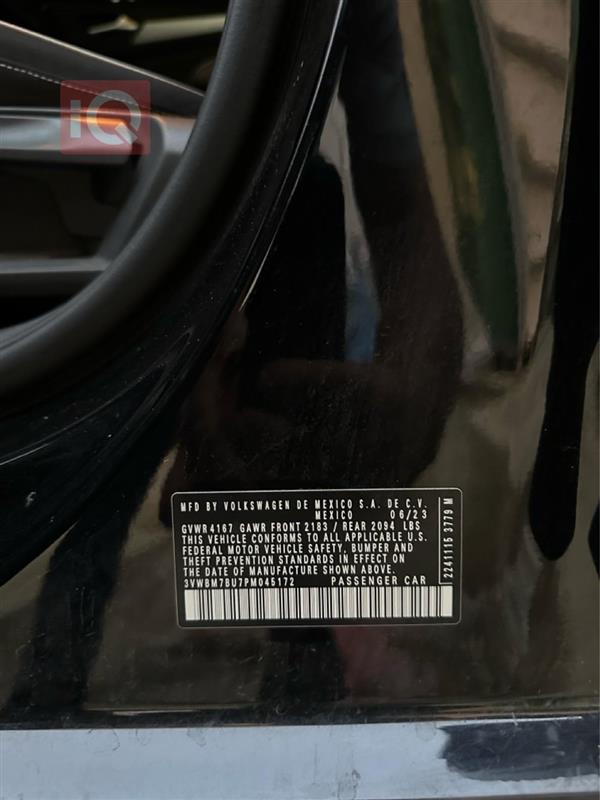 iQ
MFD BY VOLKSWAGEN DE MEXICO S.A. DE C.V.
MEXICO 06/23
GVWR 4167 GAWR FRONT 2183 / REAR 2094 LBS
THIS VEHICLE CONFORMS TO ALL APPLICABLE U.S.
FEDERAL MOTOR VEHICLE SAFETY, BUMPER AND
THEFT PREVENTION STANDARDS IN EFFECT ON
THE DATE OF MANUFACTURE SHOWN ABOVE.
3VWBM7BU7PM045172 PASSENGER CAR
2241115 3779 M